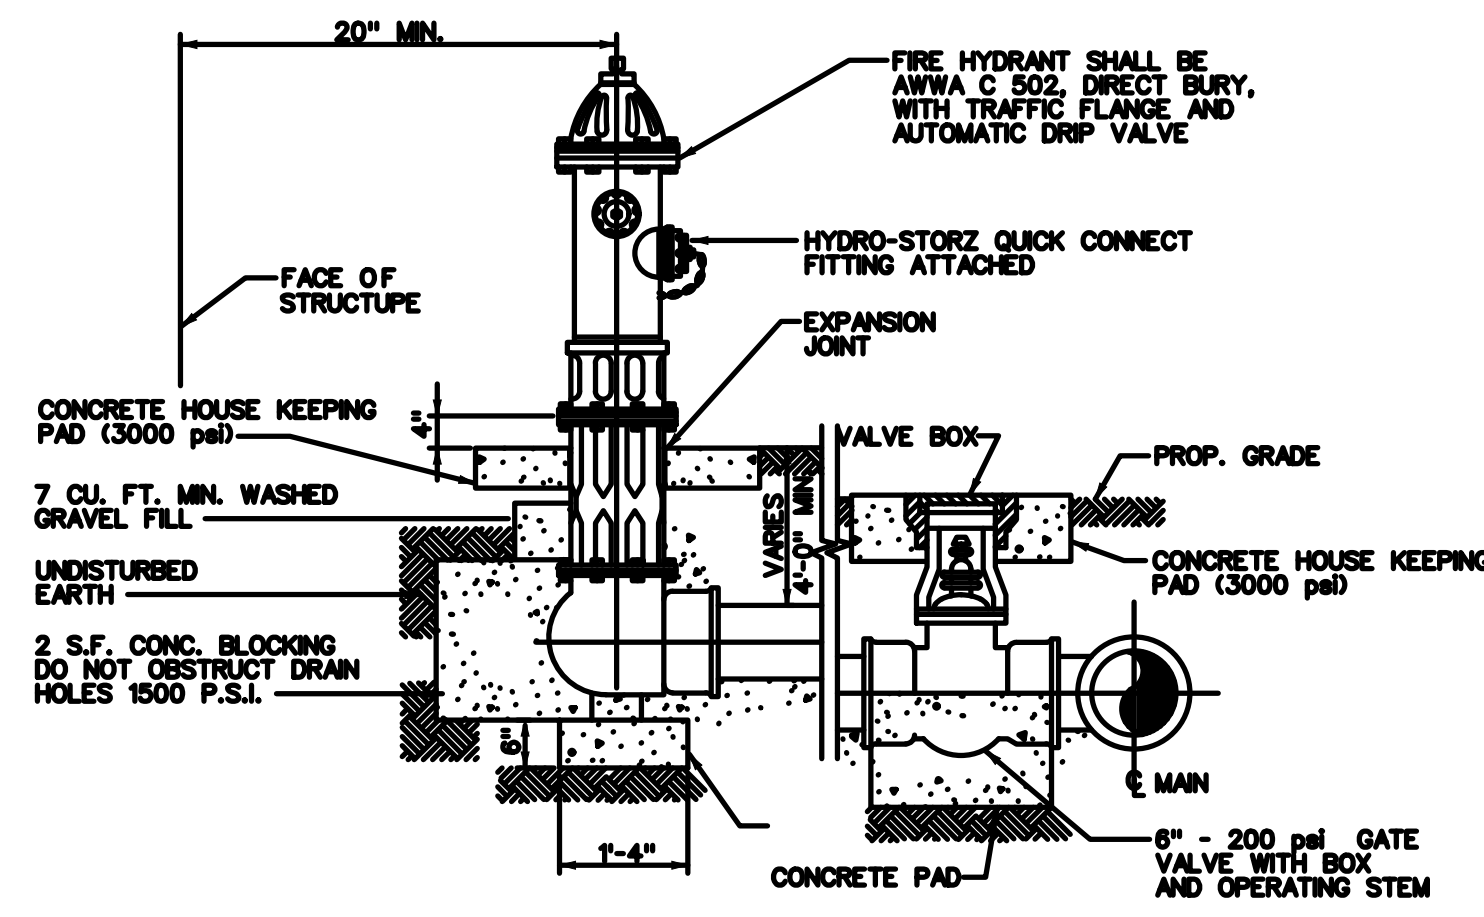 20" MIN.
FIRE HYDRANT SHALL BE
AWWA C 502, DIRECT BURY,
WITH TRAFFIC FLANGE AND
AUTOMATIC DRIP VALVE
HYDRO-STORZ QUICK CONNECT
FITTING ATTACHED
FACE OF
STRUCTUPE
EXPANSION
JOINT
CONCRETE HOUSE KEEPING
PAD (3000 psi)
4"
VALVE BOX
PROP. GRADE
7 CU. FT. MIN. WASHED
GRAVEL FILL
VARIES
4'-0" MIN
UNDISTURBED
EARTH
CONCRETE HOUSE KEEPING
PAD (3000 psi)
2 S.F. CONC. BLOCKING
DO NOT OBSTRUCT DRAIN
HOLES 1500 P.S.I.
6"
℄ MAIN
1'-4"
CONCRETE PAD
6" - 200 psi GATE
VALVE WITH BOX
AND OPERATING STEM